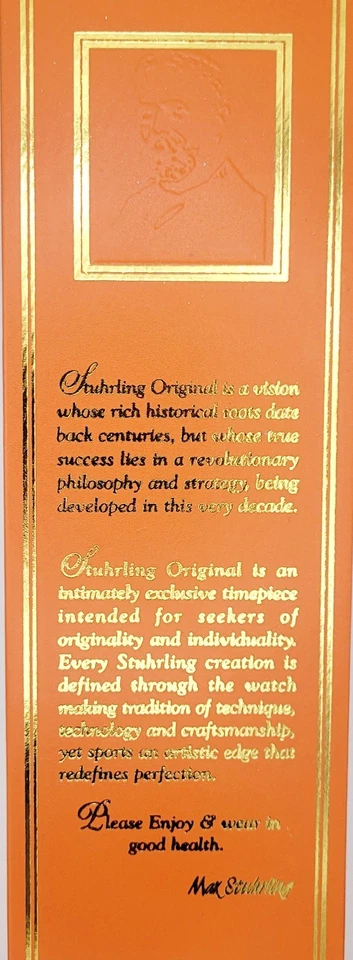 Stuhrling Original is a vision
whose rich historical roots date
back centuries, but whose true
success lies in a revolutionary
philosophy and strategy, being
developed in this very decade.
Stuhrling Original is an
intimately exclusive timepiece
intended for seekers of
originality and individuality.
Every Stuhrling creation is
defined through the watch
making tradition of technique,
technology and craftsmanship,
yet sports an artistic edge that
redefines perfection.
Please Enjoy & wear in
good health.
Max Stuhrling